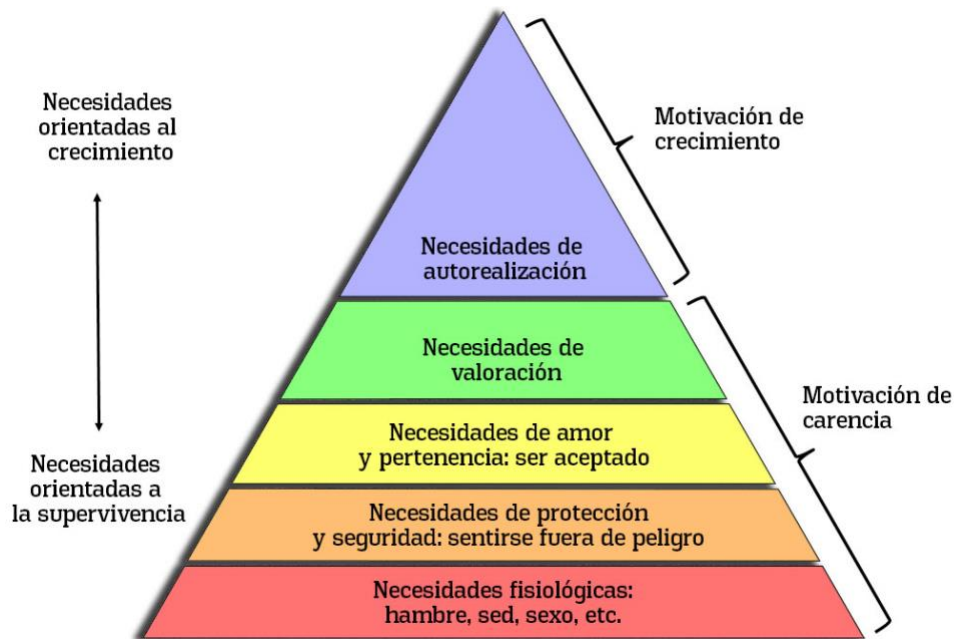 Necesidades
orientadas al
crecimiento
Motivación de
crecimiento
Necesidades de
autorealización
Necesidades de
valoración
Motivación de
carencia
Necesidades de amor
y pertenencia: ser aceptado
Necesidades
orientadas a
la supervivencia
Necesidades de protección
y seguridad: sentirse fuera de peligro
Necesidades fisiológicas:
hambre, sed, sexo, etc.